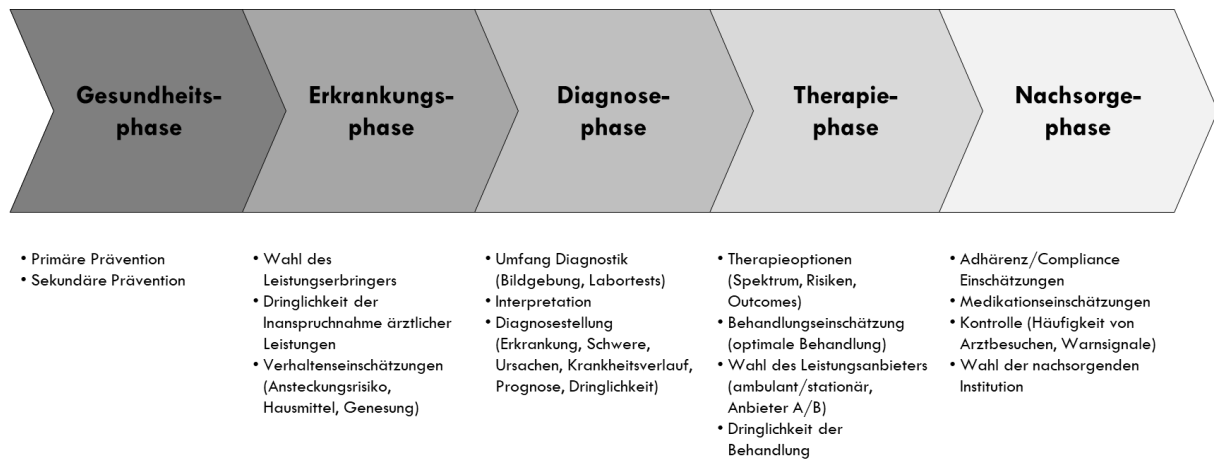 Gesundheits-
phase
Erkrankungs-
phase
Diagnose-
phase
Therapie-
phase
Nachsorge-
phase
• Primäre Prävention
• Sekundäre Prävention
• Wahl des
Leistungserbringers
• Dringlichkeit der
Inanspruchnahme ärztlicher
Leistungen
• Verhaltenseinschätzungen
(Ansteckungsrisiko,
Hausmittel, Genesung)
• Umfang Diagnostik
(Bildgebung, Labortests)
• Interpretation
• Diagnosestellung
(Erkrankung, Schwere,
Ursachen, Krankheitsverlauf,
Prognose, Dringlichkeit)
• Therapieoptionen
(Spektrum, Risiken,
Outcomes)
• Behandlungseinschätzung
(optimale Behandlung)
• Wahl des Leistungsanbieters
(ambulant/stationär,
Anbieter A/B)
• Dringlichkeit der
Behandlung
• Adhärenz/Compliance
Einschätzungen
• Medikationseinschätzungen
• Kontrolle (Häufigkeit von
Arztbesuchen, Warnsignale)
• Wahl der nachsorgenden
Institution